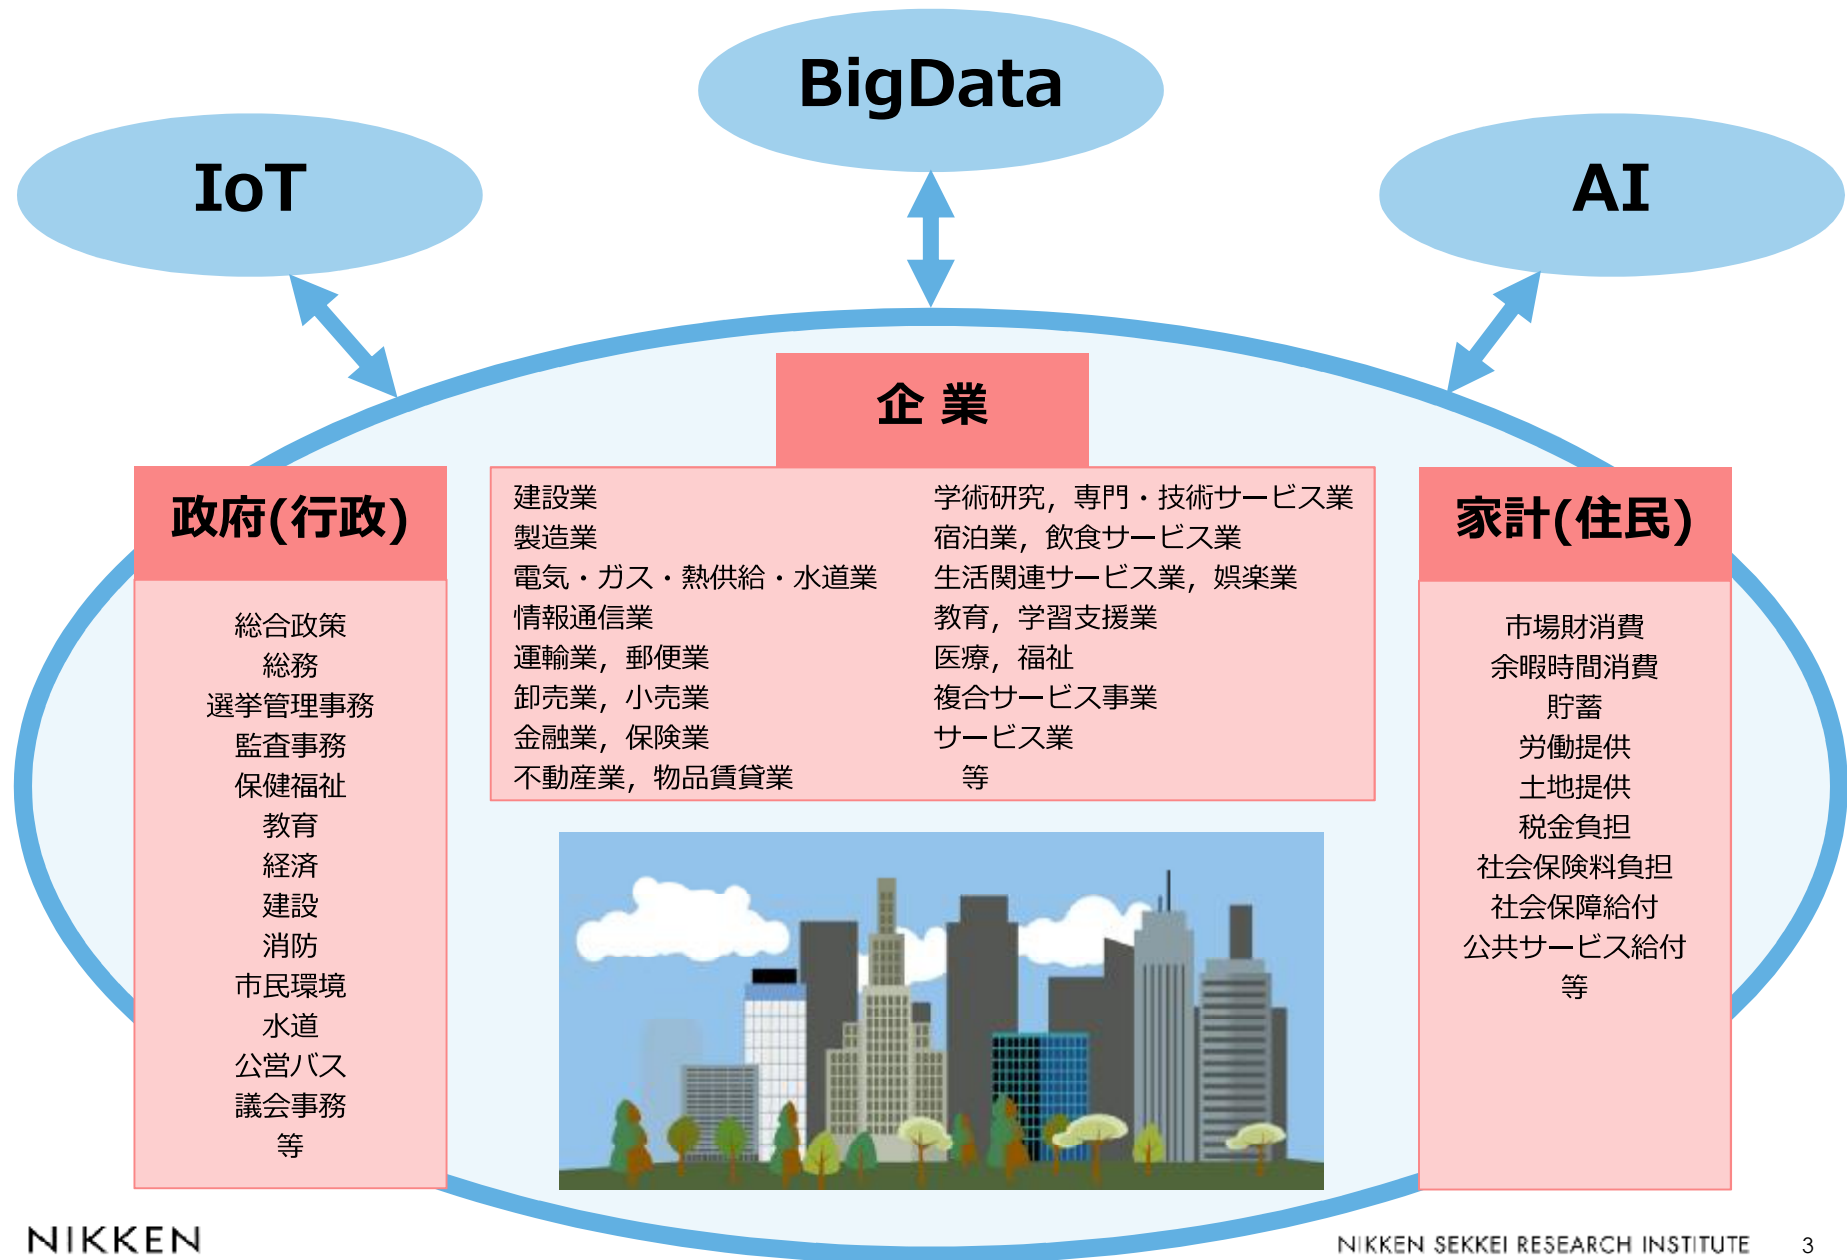 BigData
IoT
AI
企 業
政府(行政)
総合政策
総務
選挙管理事務
監査事務
保健福祉
教育
経済
建設
消防
市民環境
水道
公営バス
議会事務
等
建設業
製造業
電気・ガス・熱供給・水道業
情報通信業
運輸業，郵便業
卸売業，小売業
金融業，保険業
不動産業，物品賃貸業
学術研究，専門・技術サービス業
宿泊業，飲食サービス業
生活関連サービス業，娯楽業
教育，学習支援業
医療，福祉
複合サービス事業
サービス業
等
家計(住民)
市場財消費
余暇時間消費
貯蓄
労働提供
土地提供
税金負担
社会保険料負担
社会保障給付
公共サービス給付
等
NIKKEN
NIKKEN SEKKEI RESEARCH INSTITUTE 3